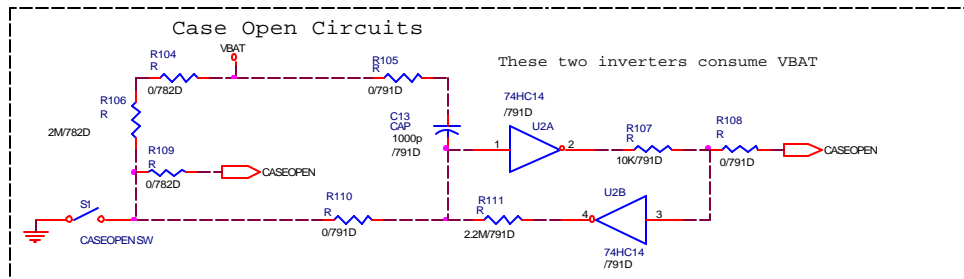 Case Open Circuits
VBAT
These two inverters consume VBAT
R104
R
0/782D
R105
R
0/791D
R106
R
2M/782D
C13
CAP
1000p
/791D
74HC14
/791D
U2A
1
2
R107
R
10K/791D
R108
R
0/791D
CASEOPEN
R109
R
0/782D
CASEOPEN
S1
CASEOPEN SW
R110
R
0/791D
R111
R
2.2M/791D
U2B
4
3
74HC14
/791D